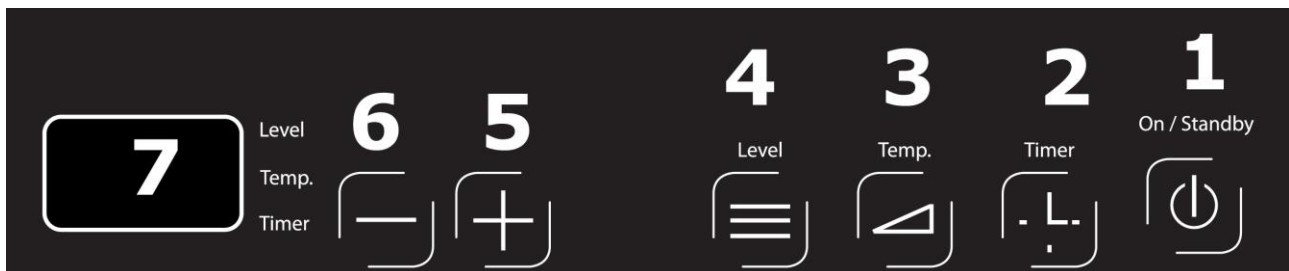 7
Level
Temp.
Timer
6
5
4
Level
3
Temp.
2
Timer
1
On / Standby